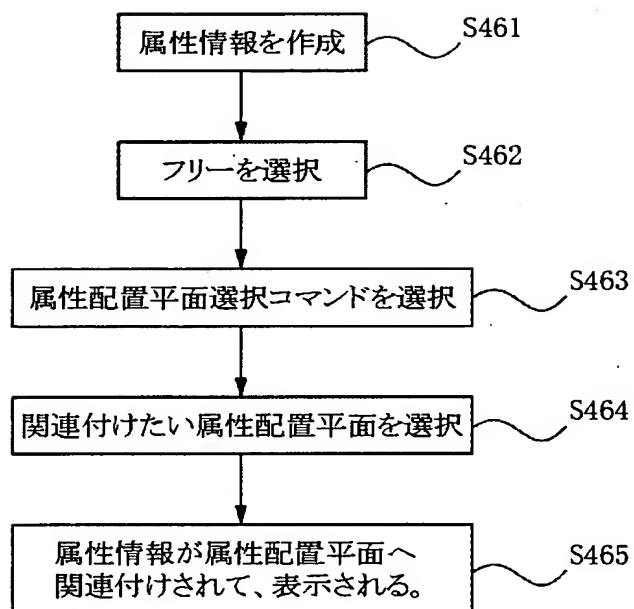 属性情報を作成
S461
フリーを選択
S462
属性配置平面選択コマンドを選択
S463
関連付けたい属性配置平面を選択
S464
属性情報が属性配置平面へ
関連付けされて、表示される。
S465